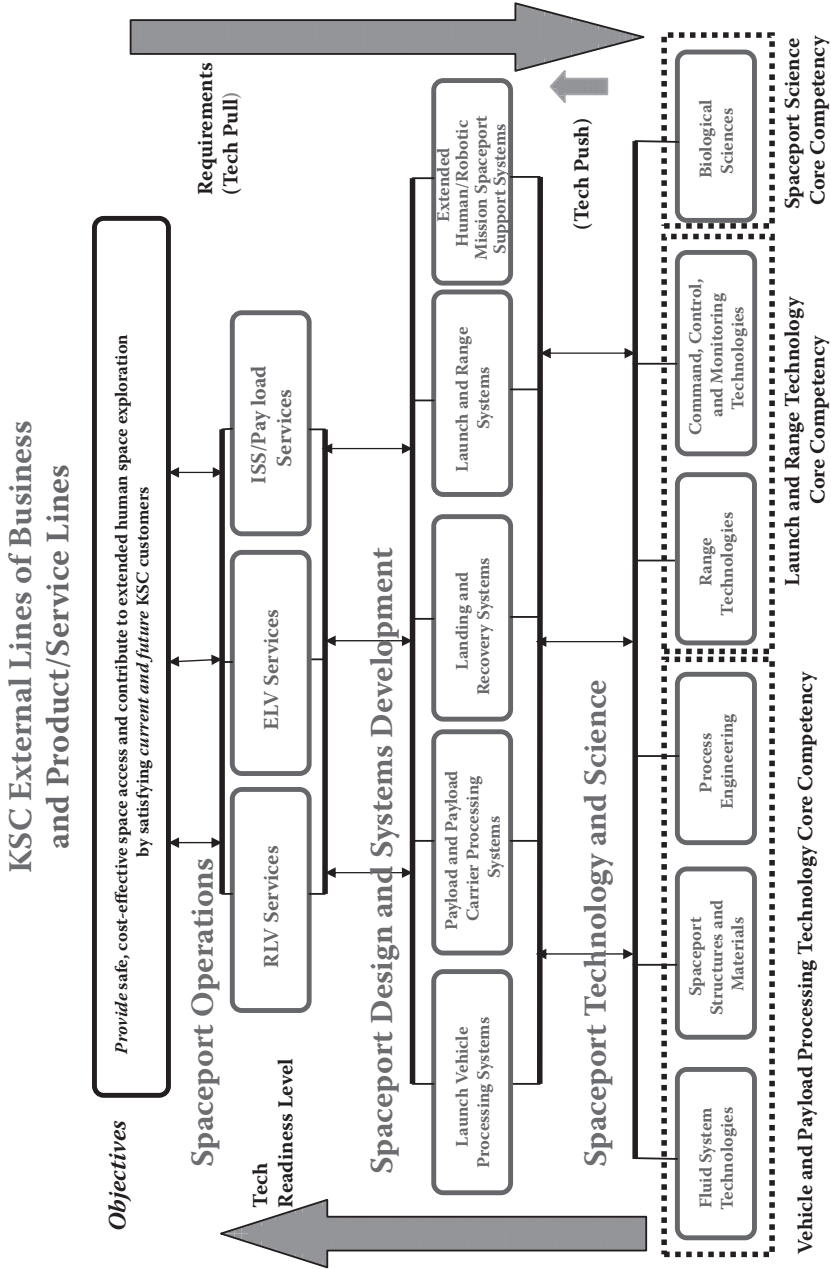 KSC External Lines of Business
and Product/Service Lines
Objectives
Provide safe, cost-effective space access and contribute to extended human space exploration
by satisfying current and future KSC customers
Requirements
(Tech Pull)
Spaceport Operations
Tech
Readiness Level
RLV Services
ELV Services
ISS/Pay load
Services
Spaceport Design and Systems Development
Launch Vehicle
Processing Systems
Payload and Payload
Carrier Processing
Systems
Landing and
Recovery Systems
Launch and Range
Systems
Extended
Human/Robotic
Mission Spaceport
Support Systems
(Tech Push)
Spaceport Technology and Science
Fluid System
Technologies
Spaceport
Structures and
Materials
Process
Engineering
Range
Technologies
Command, Control,
and Monitoring
Technologies
Biological
Sciences
Vehicle and Payload Processing Technology Core Competency
Launch and Range Technology
Core Competency
Spaceport Science
Core Competency